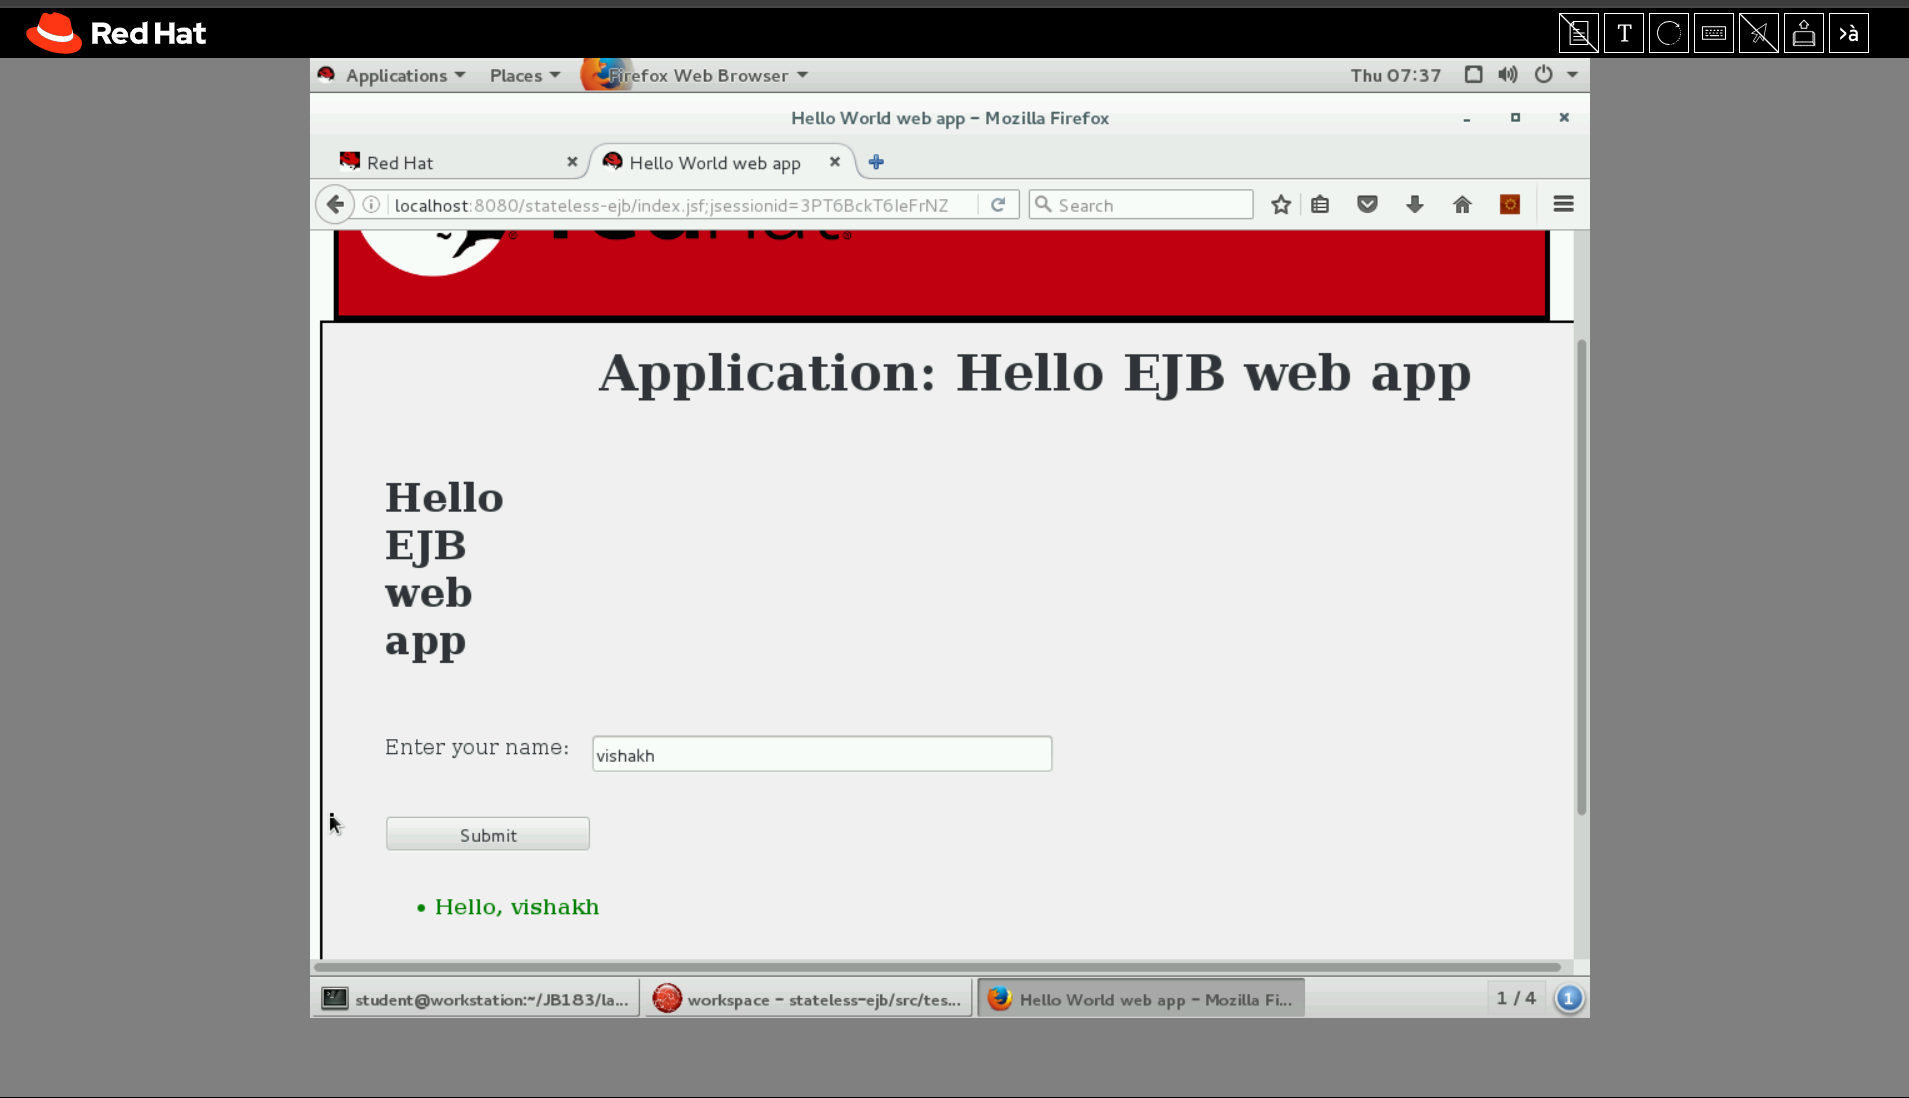 Red Hat
T
>à
Applications Places Firefox Web Browser Thu 07:37
Hello World web app – Mozilla Firefox
Red Hat Hello World web app
localhost:8080/stateless-ejb/index.jsf;jsessionid=3PT6BckT6IeFrNZ Search
Application: Hello EJB web app
Hello
EJB
web
app
Enter your name: vishakh
Submit
• Hello, vishakh
student@workstation:~/JB183/la... workspace – stateless-ejb/src/tes... Hello World web app – Mozilla Fi... 1 / 4 1